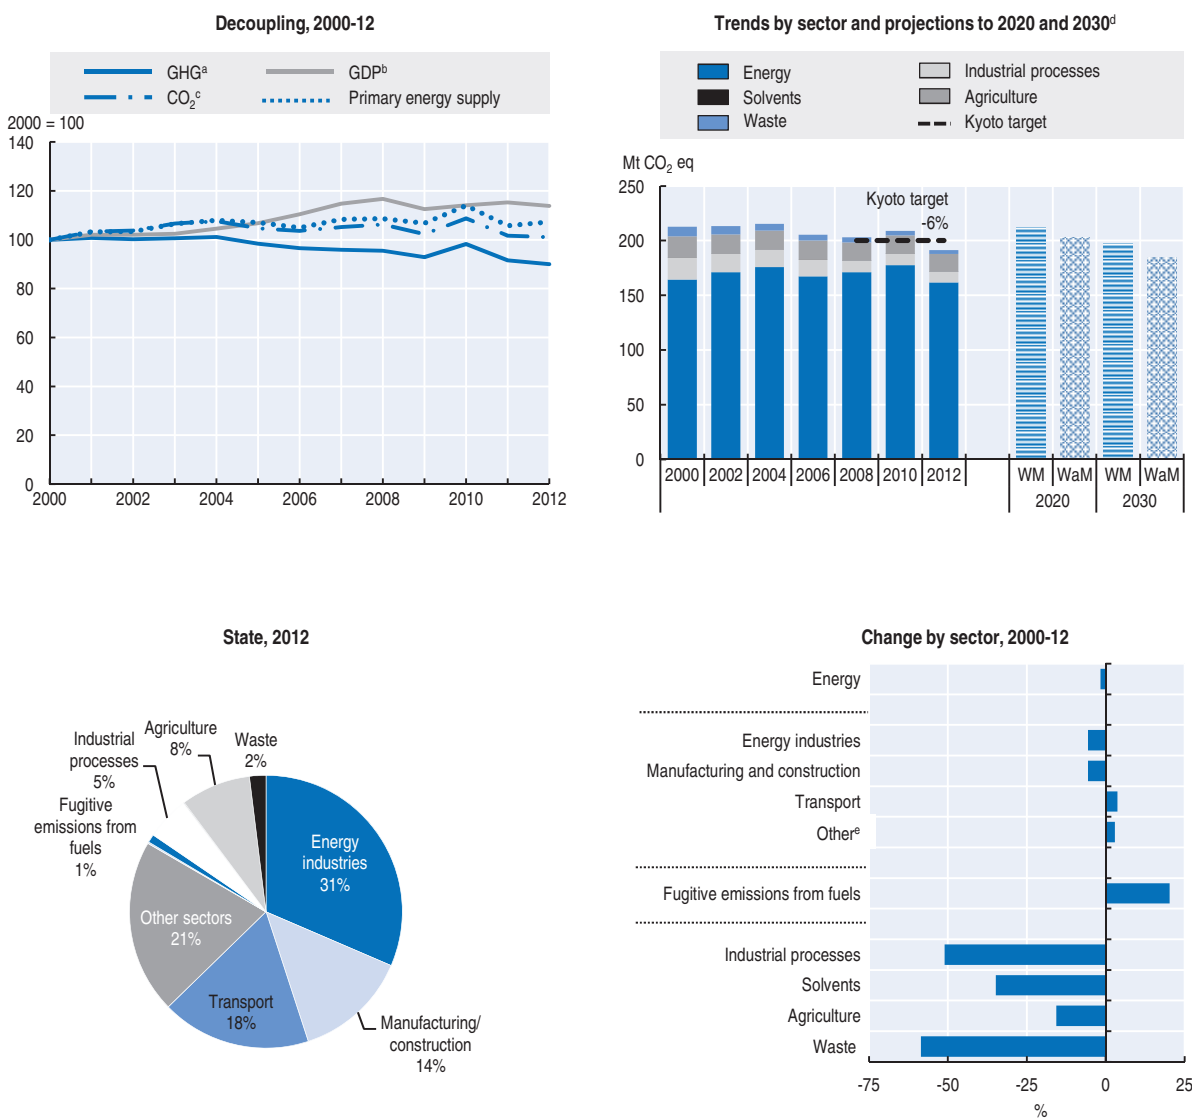 Decoupling, 2000-12
GHGa
GDPb
CO2c
Primary energy supply
2000 = 100
140
120
100
80
60
40
20
0
2000
2002
2004
2006
2008
2010
2012
Trends by sector and projections to 2020 and 2030d
Energy
Industrial processes
Solvents
Agriculture
Waste
Kyoto target
Mt CO2 eq
250
200
150
100
50
0
Kyoto target
-6%
2000
2002
2004
2006
2008
2010
2012
WM
WaM
WM
WaM
2020
2030
State, 2012
Agriculture
8%
Waste
2%
Industrial
processes
5%
Fugitive
emissions from
fuels
1%
Energy
industries
31%
Other sectors
21%
Transport
18%
Manufacturing/
construction
14%
Change by sector, 2000-12
Energy
Energy industries
Manufacturing and construction
Transport
Othere
Fugitive emissions from fuels
Industrial processes
Solvents
Agriculture
Waste
-75
-50
-25
0
25
%